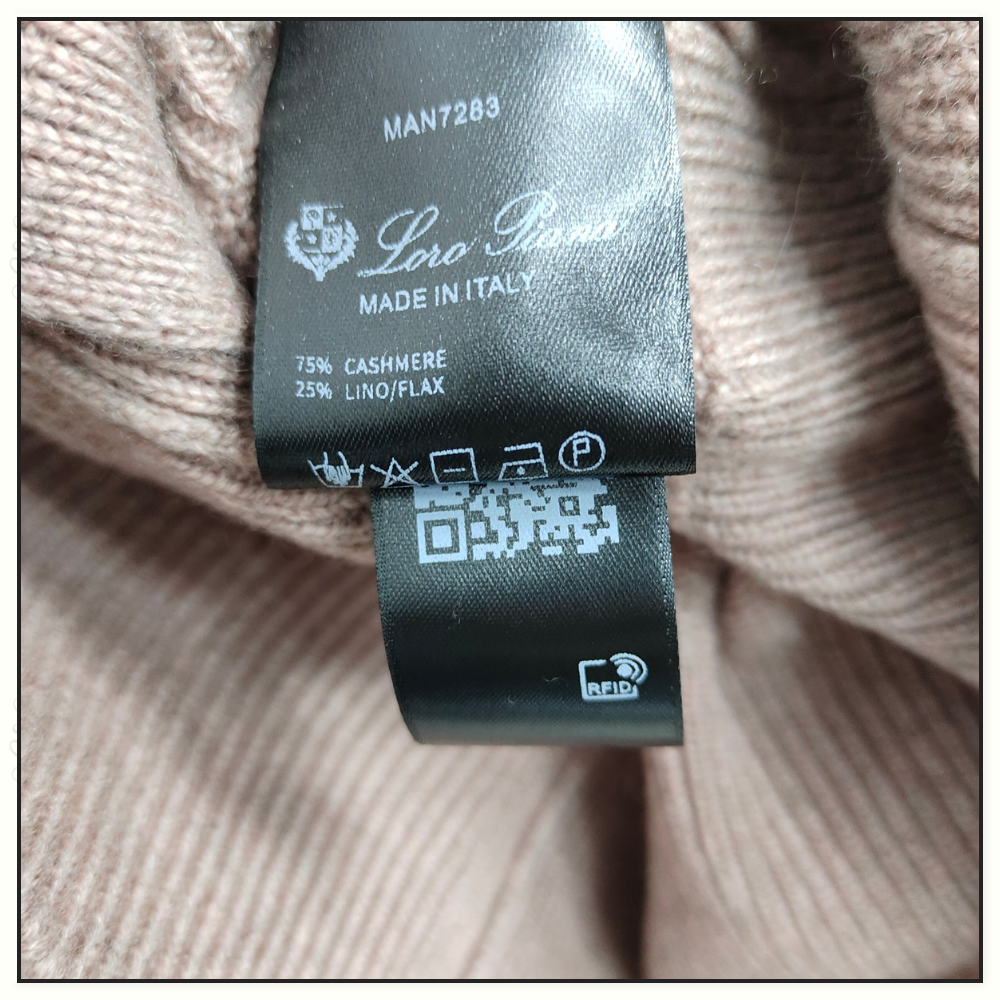 MAN7283
Loro Piana
MADE IN ITALY
75% CASHMERE
25% LINO/FLAX
P
RFID